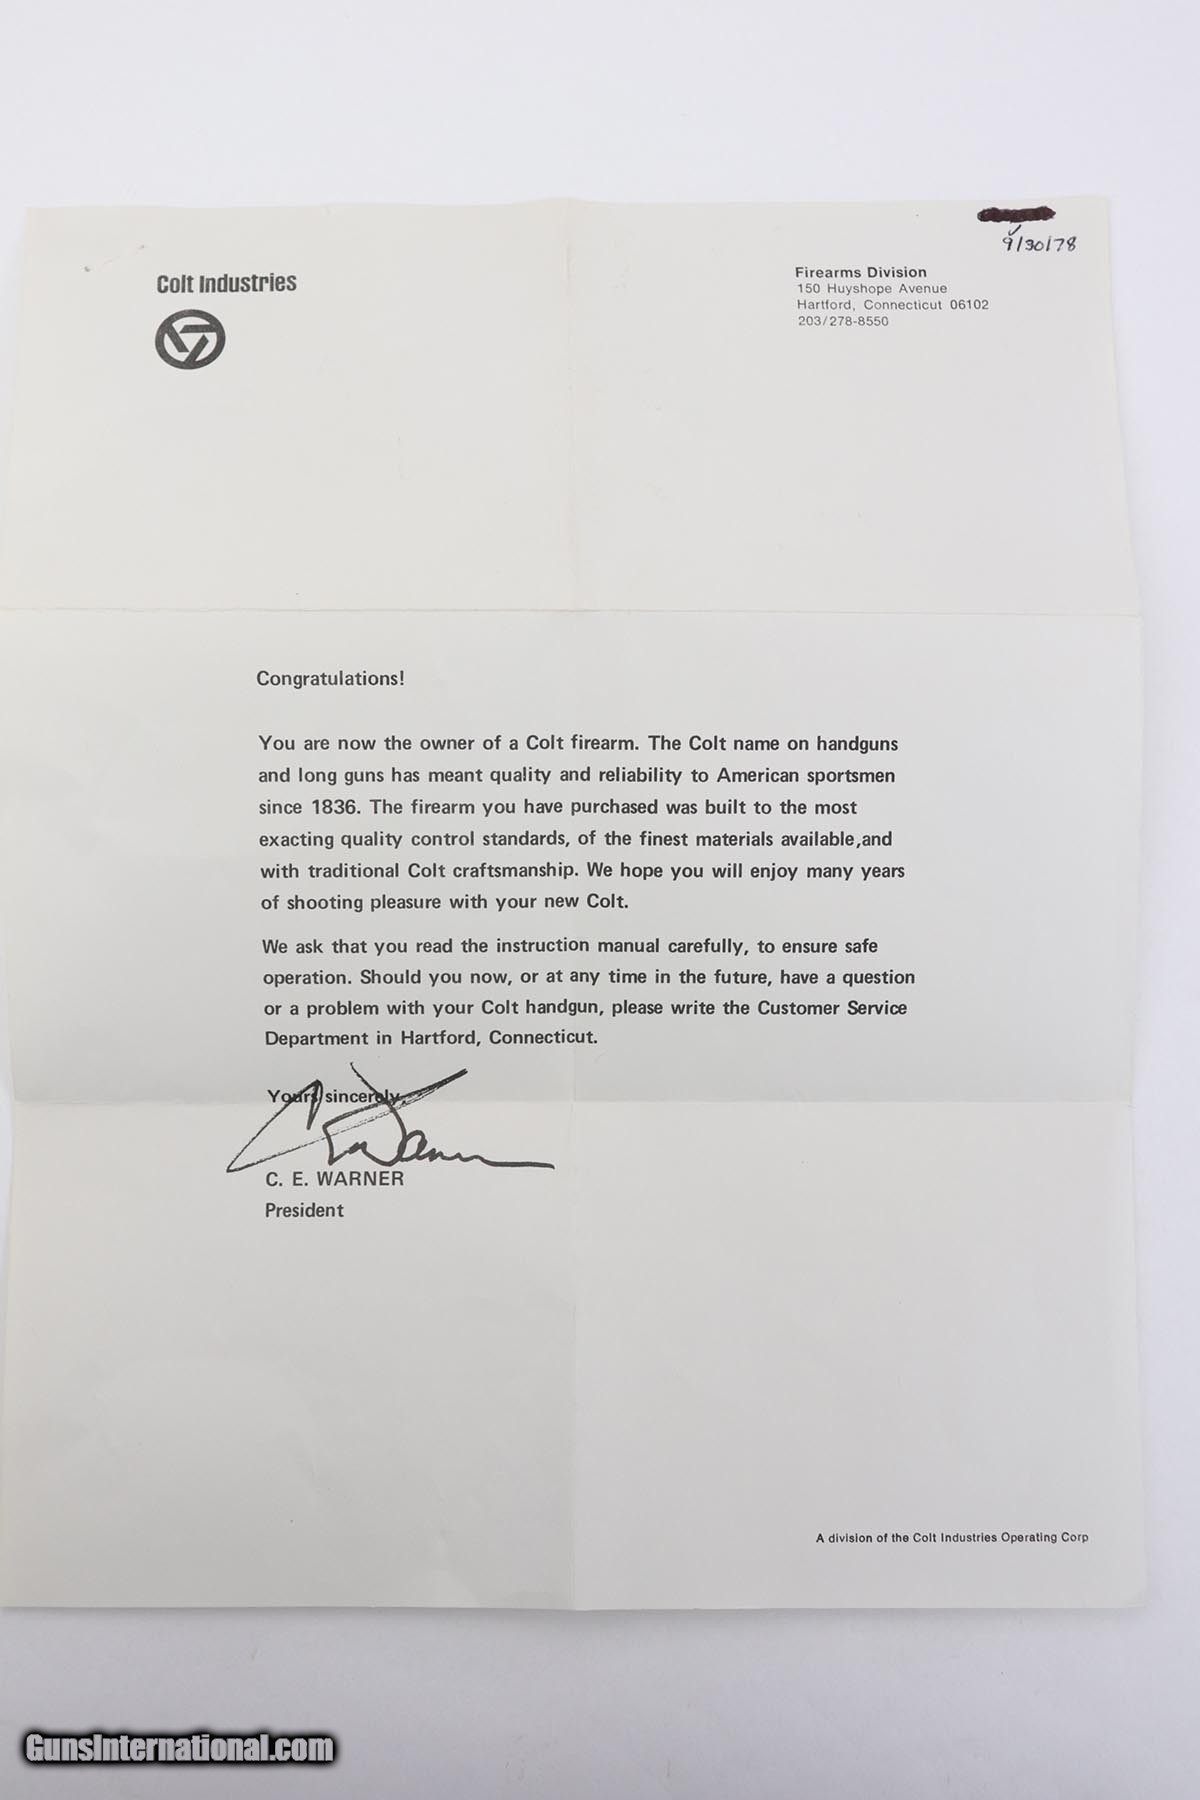 9/30/78
Colt Industries
Firearms Division
150 Huyshope Avenue
Hartford, Connecticut 06102
203/278-8550
Congratulations!
You are now the owner of a Colt firearm. The Colt name on handguns
and long guns has meant quality and reliability to American sportsmen
since 1836. The firearm you have purchased was built to the most
exacting quality control standards, of the finest materials available,and
with traditional Colt craftsmanship. We hope you will enjoy many years
of shooting pleasure with your new Colt.
We ask that you read the instruction manual carefully, to ensure safe
operation. Should you now, or at any time in the future, have a question
or a problem with your Colt handgun, please write the Customer Service
Department in Hartford, Connecticut.
Yours sincerely,
C E Warner
C. E. WARNER
President
A division of the Colt Industries Operating Corp
GunsInternational.com